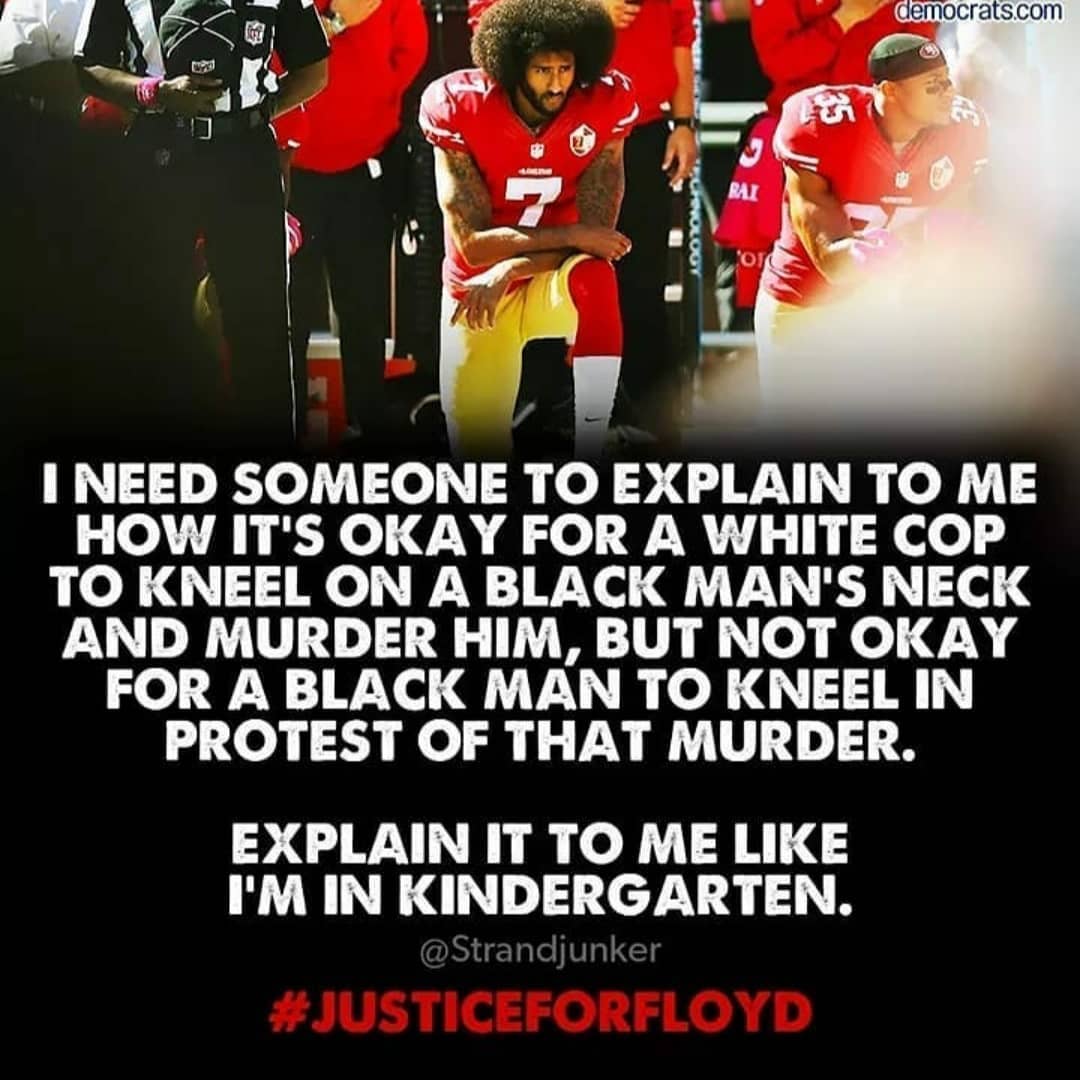 democrats.com
7
35
I NEED SOMEONE TO EXPLAIN TO ME
HOW IT'S OKAY FOR A WHITE COP
TO KNEEL ON A BLACK MAN'S NECK
AND MURDER HIM, BUT NOT OKAY
FOR A BLACK MAN TO KNEEL IN
PROTEST OF THAT MURDER.
EXPLAIN IT TO ME LIKE
I'M IN KINDERGARTEN.
@Strandjunker
#JUSTICEFORFLOYD